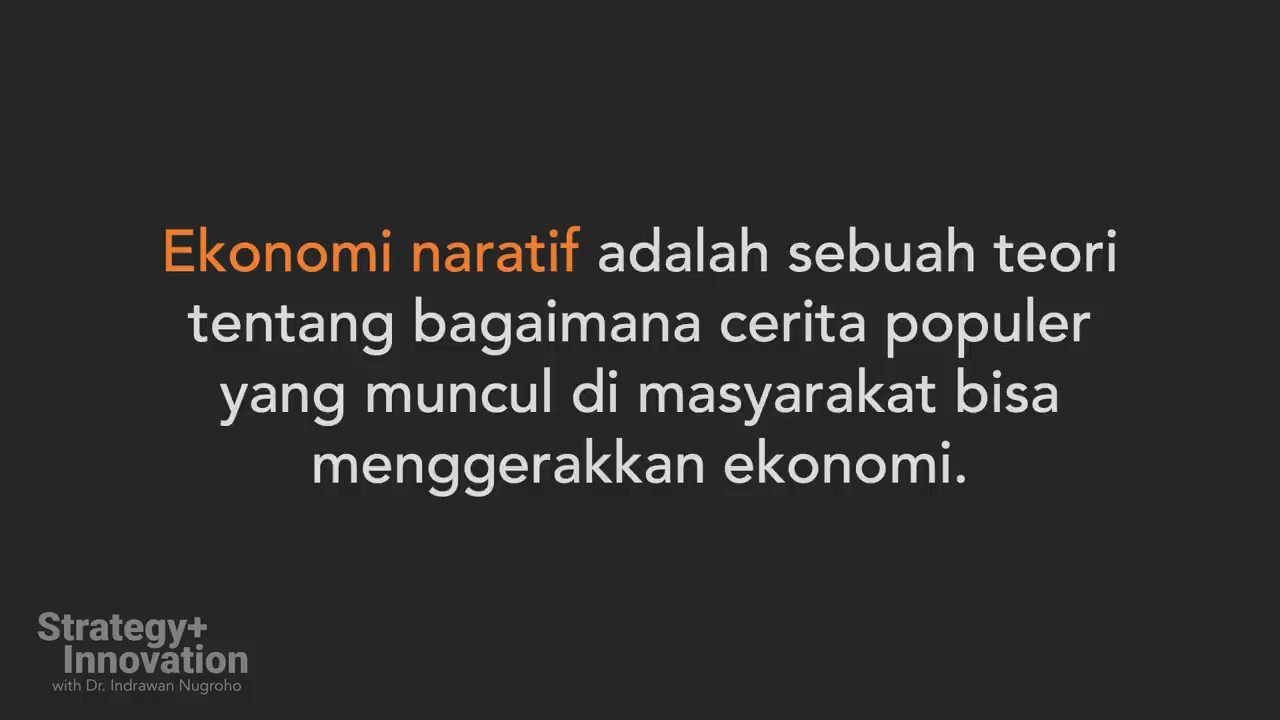 Ekonomi naratif adalah sebuah teori
tentang bagaimana cerita populer
yang muncul di masyarakat bisa
menggerakkan ekonomi.
Strategy+
Innovation
with Dr. Indrawan Nugroho